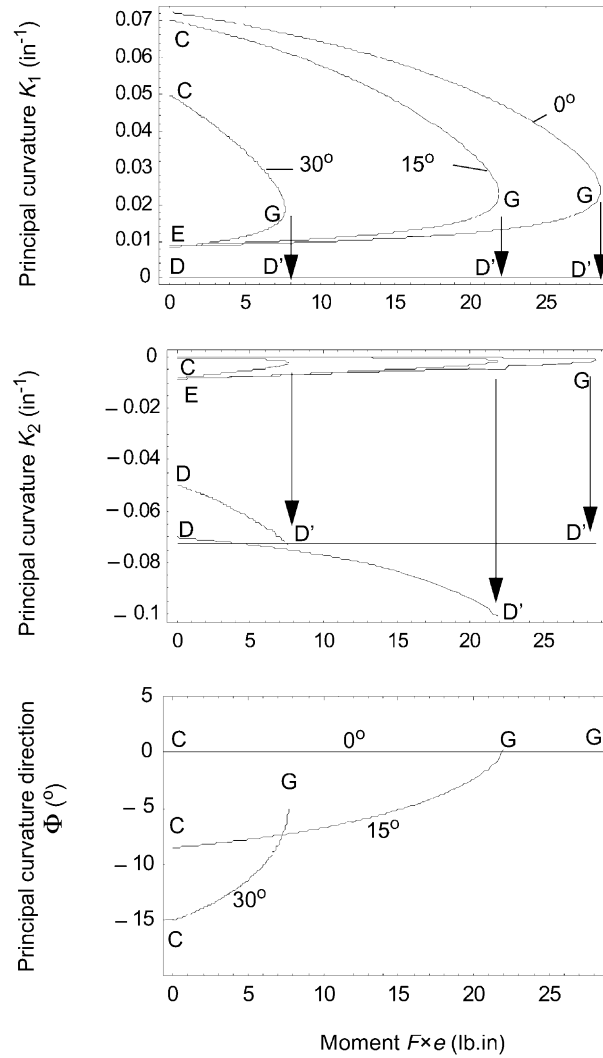 Principal curvature K1 (in-1)
0.07
0.06
0.05
0.04
0.03
0.02
0.01
0
C
C
0o
30o
15o
G
G
G
E
D
D’
D’
D’
0 5 10 15 20 25
Principal curvature K2 (in-1)
0
– 0.02
– 0.04
– 0.06
– 0.08
– 0.1
C
E
G
D
D
D’
D’
D’
0 5 10 15 20 25
Principal curvature direction
Φ (o)
5
0
– 5
– 10
– 15
C
0o
G
G
G
C
15o
30o
C
0 5 10 15 20 25
Moment F×e (lb.in)